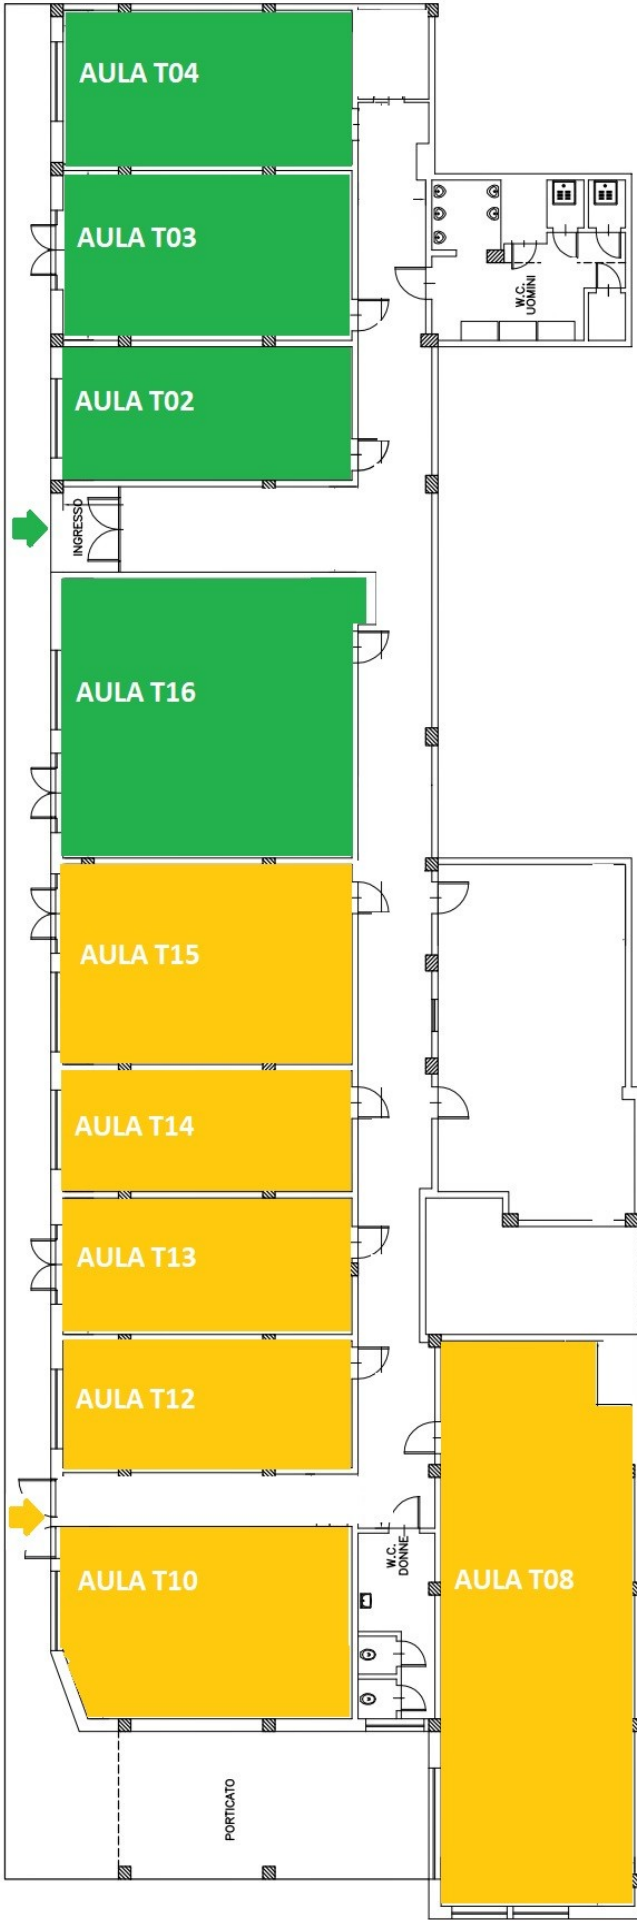 AULA T04
AULA T03
W.C.
UOMINI
AULA T02
INGRESSO
AULA T16
AULA T15
AULA T14
AULA T13
AULA T12
W.C.
DONNE
AULA T10
AULA T08
PORTICATO